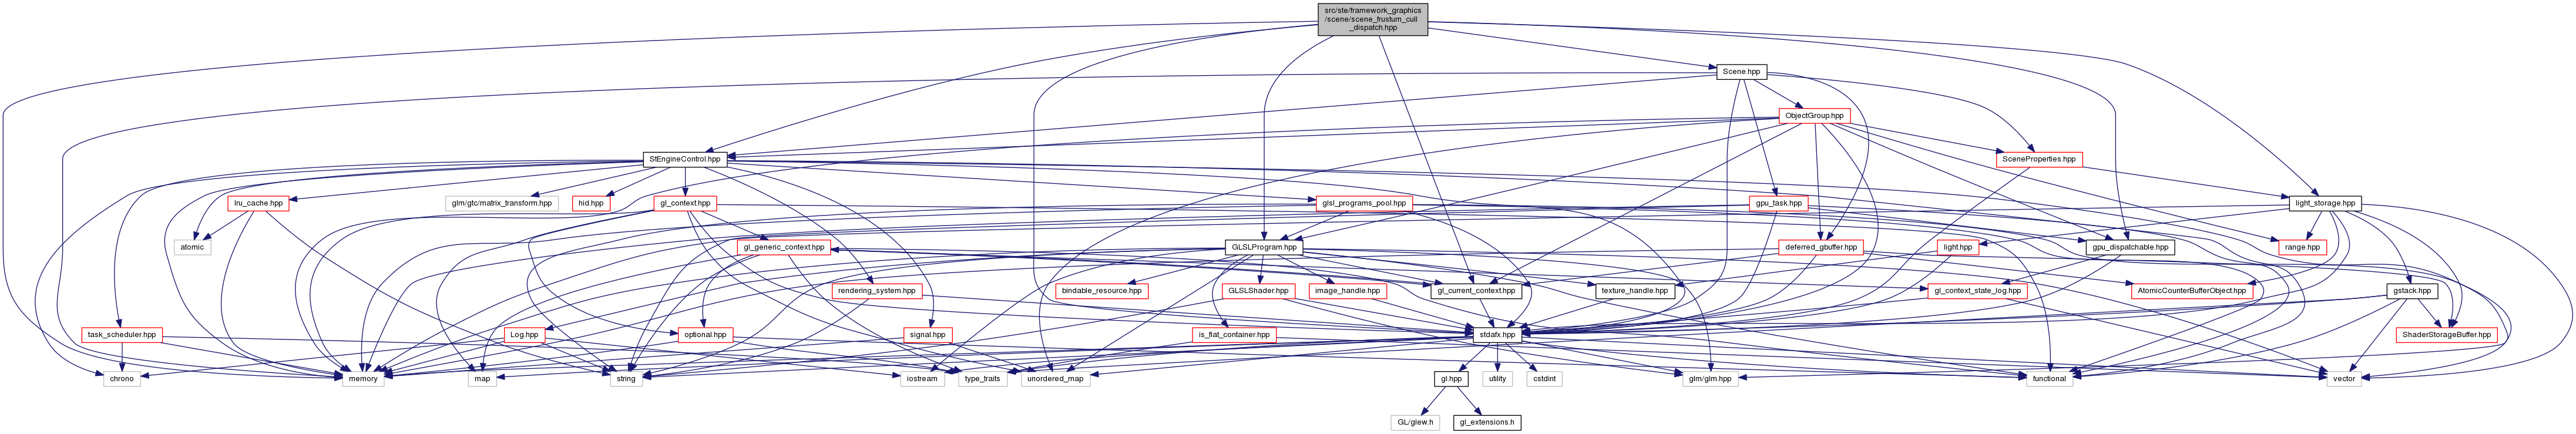 src/ste/framework_graphics
/scene/scene_frustum_cull
_dispatch.hpp
Scene.hpp
ObjectGroup.hpp
StEngineControl.hpp
SceneProperties.hpp
lru_cache.hpp
glm/gtc/matrix_transform.hpp
hid.hpp
gl_context.hpp
glsl_programs_pool.hpp
gpu_task.hpp
light_storage.hpp
atomic
gl_generic_context.hpp
GLSLProgram.hpp
deferred_gbuffer.hpp
light.hpp
gpu_dispatchable.hpp
range.hpp
rendering_system.hpp
bindable_resource.hpp
GLSLShader.hpp
image_handle.hpp
gl_current_context.hpp
texture_handle.hpp
gl_context_state_log.hpp
AtomicCounterBufferObject.hpp
gstack.hpp
task_scheduler.hpp
Log.hpp
optional.hpp
signal.hpp
is_flat_container.hpp
stdafx.hpp
ShaderStorageBuffer.hpp
chrono
memory
map
string
iostream
type_traits
unordered_map
gl.hpp
utility
cstdint
glm/glm.hpp
functional
vector
GL/glew.h
gl_extensions.h